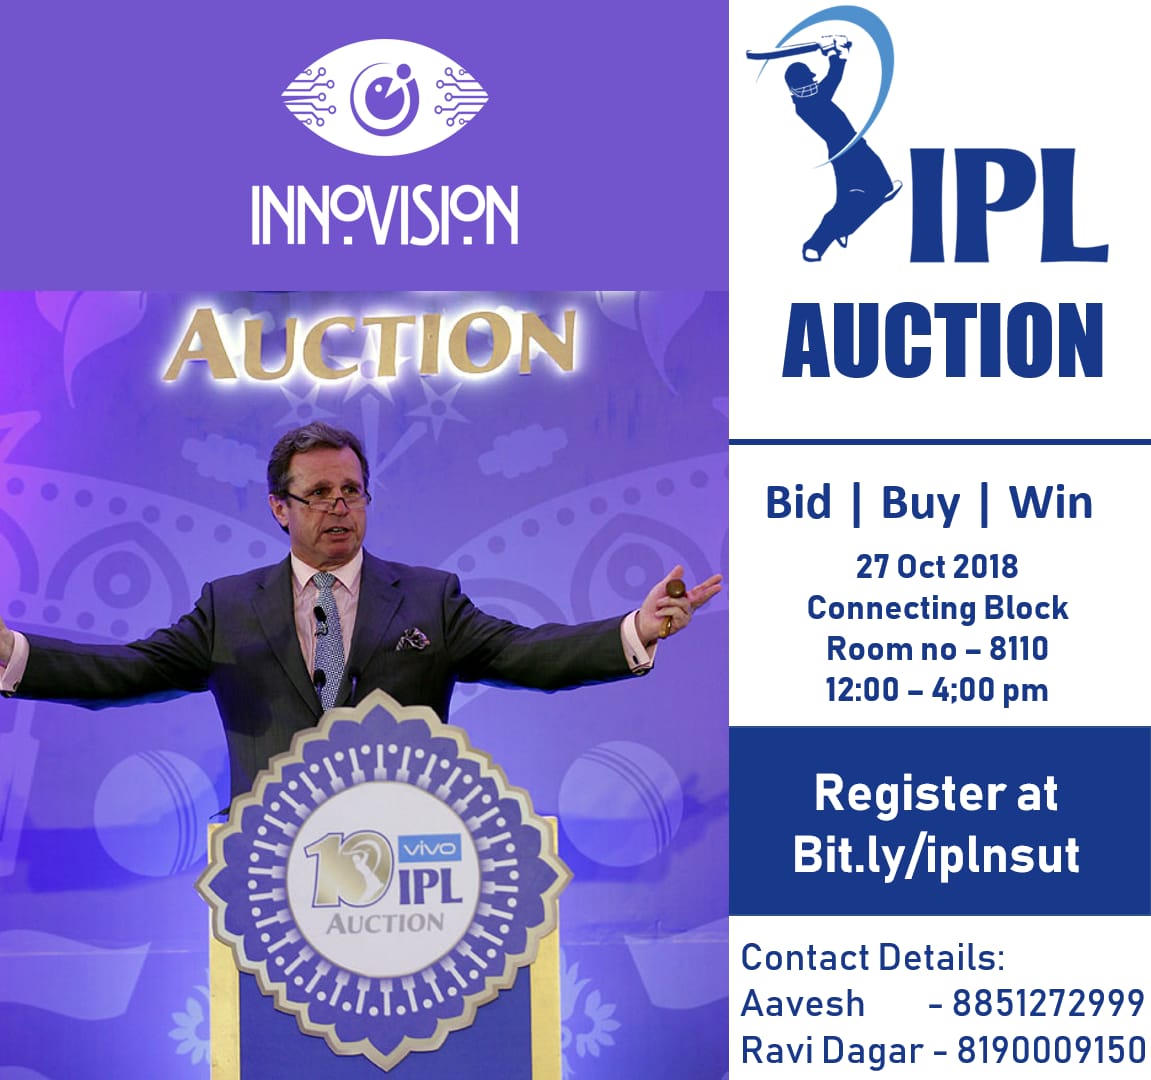 INNOVISION
AUCTION
10 vivo
IPL
AUCTION
IPL
AUCTION
Bid | Buy | Win
27 Oct 2018
Connecting Block
Room no – 8110
12:00 – 4;00 pm
Register at
Bit.ly/iplnsut
Contact Details:
Aavesh - 8851272999
Ravi Dagar - 8190009150